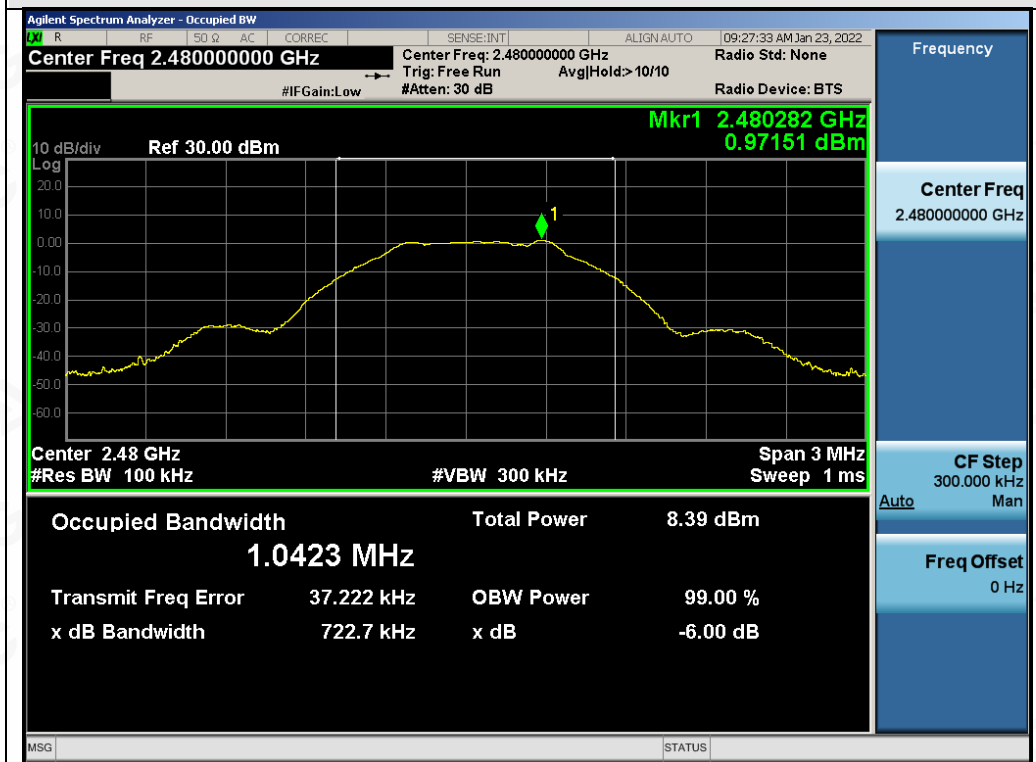 Agilent Spectrum Analyzer - Occupied BW
LXI R RF 50 Ω AC CORREC SENSE:INT ALIGN AUTO 09:27:33 AM Jan 23, 2022
Center Freq 2.480000000 GHz
Center Freq: 2.480000000 GHz
Radio Std: None
Trig: Free Run Avg|Hold:> 10/10
#IFGain:Low
#Atten: 30 dB
Radio Device: BTS
Mkr1 2.480282 GHz
0.97151 dBm
10 dB/div Ref 30.00 dBm
Log
20.0
10.0
1
0.00
-10.0
-20.0
-30.0
-40.0
-50.0
-60.0
Center 2.48 GHz Span 3 MHz
#Res BW 100 kHz #VBW 300 kHz Sweep 1 ms
Occupied Bandwidth Total Power 8.39 dBm
1.0423 MHz
Transmit Freq Error 37.222 kHz OBW Power 99.00 %
x dB Bandwidth 722.7 kHz x dB -6.00 dB
Frequency
Center Freq
2.480000000 GHz
CF Step
300.000 kHz
Auto Man
Freq Offset
0 Hz
MSG STATUS